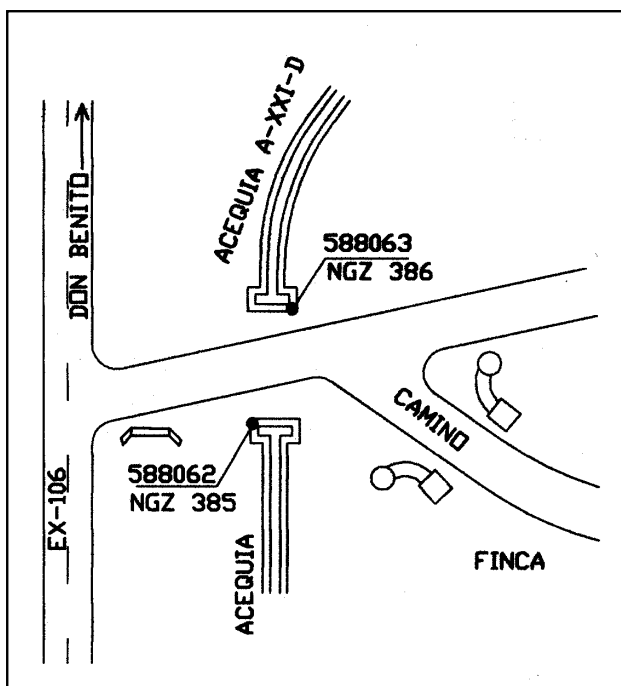 ACEQUIA A-XXI-D
DON BENITO
588063
NGZ 386
CAMINO
588062
NGZ 385
EX-106
ACEQUIA
FINCA